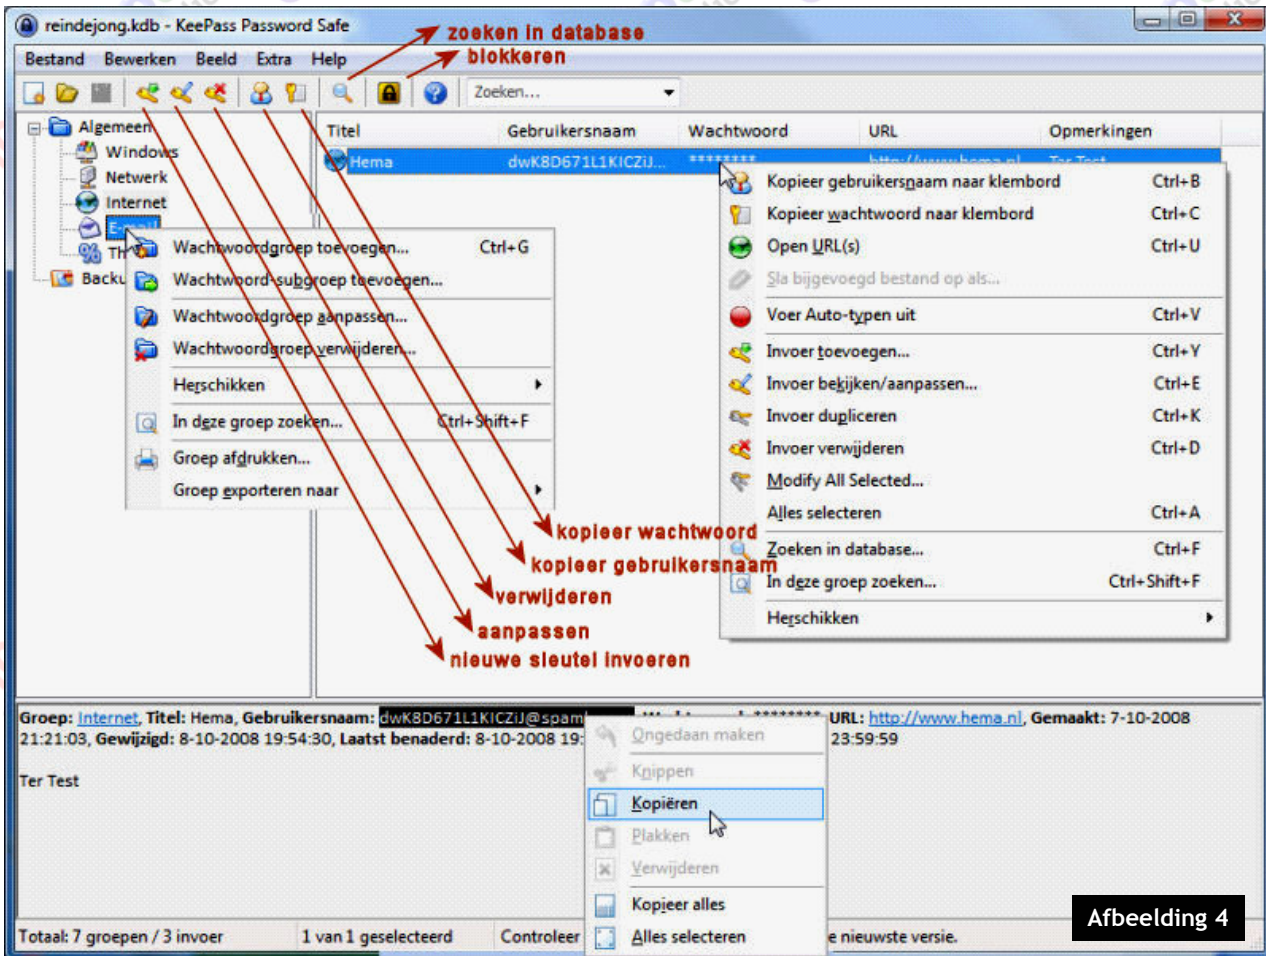 reindejong.kdb - KeePass Password Safe
zoeken in database
blokkeren
Bestand Bewerken Beeld Extra Help
Zoeken...
Algemeen
Windows
Netwerk
Internet
E-mail
Th
Backu
Titel Gebruikersnaam Wachtwoord URL Opmerkingen
Hema dwK8D671L1KICZiJ... ******** http://www.hema.nl Ter Test
Wachtwoordgroep toevoegen... Ctrl+G
Wachtwoord-subgroep toevoegen...
Wachtwoordgroep aanpassen...
Wachtwoordgroep verwijderen...
Herschikken
In deze groep zoeken... Ctrl+Shift+F
Groep afdrukken...
Groep exporteren naar
Kopieer gebruikersnaam naar klembord Ctrl+B
Kopieer wachtwoord naar klembord Ctrl+C
Open URL(s) Ctrl+U
Sla bijgevoegd bestand op als...
Voer Auto-typen uit Ctrl+V
Invoer toevoegen... Ctrl+Y
Invoer bekijken/aanpassen... Ctrl+E
Invoer dupliceren Ctrl+K
Invoer verwijderen Ctrl+D
Modify All Selected...
Alles selecteren Ctrl+A
Zoeken in database... Ctrl+F
In deze groep zoeken... Ctrl+Shift+F
Herschikken
kopieer wachtwoord
kopieer gebruikersnaam
verwijderen
aanpassen
nieuwe sleutel invoeren
Groep: Internet, Titel: Hema, Gebruikersnaam: dwK8D671L1KICZiJ@spam ******** URL: http://www.hema.nl, Gemaakt: 7-10-2008
21:21:03, Gewijzigd: 8-10-2008 19:54:30, Laatst benaderd: 8-10-2008 19: 23:59:59
Ter Test
Ongedaan maken
Knippen
Kopiëren
Plakken
Verwijderen
Kopieer alles
Alles selecteren
Afbeelding 4
Totaal: 7 groepen / 3 invoer 1 van 1 geselecteerd Controleer e nieuwste versie.